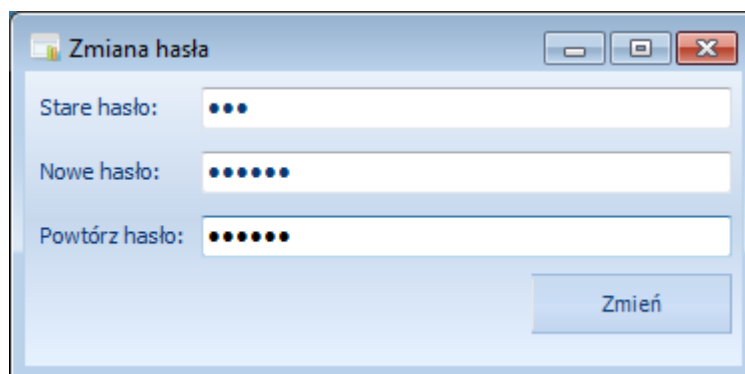 Zmiana hasła
Stare hasło: •••
Nowe hasło: ••••••
Powtórz hasło: ••••••
Zmień